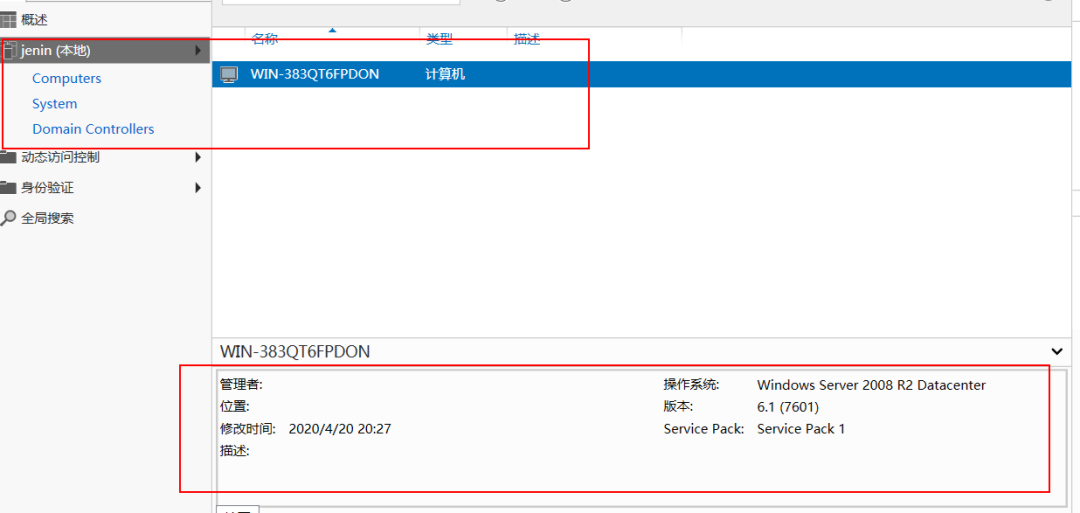 概述
jenin (本地)
Computers
System
Domain Controllers
动态访问控制
身份验证
全局搜索
名称 类型 描述
WIN-383QT6FPDON 计算机
WIN-383QT6FPDON
管理者: 操作系统: Windows Server 2008 R2 Datacenter
位置: 版本: 6.1 (7601)
修改时间: 2020/4/20 20:27 Service Pack: Service Pack 1
描述: